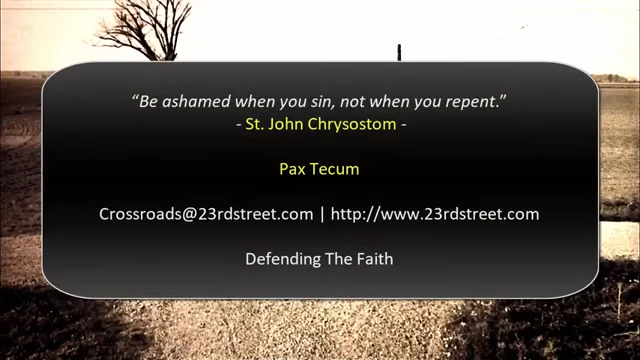 “Be ashamed when you sin, not when you repent.”
- St. John Chrysostom -
Pax Tecum
Crossroads@23rdstreet.com | http://www.23rdstreet.com
Defending The Faith